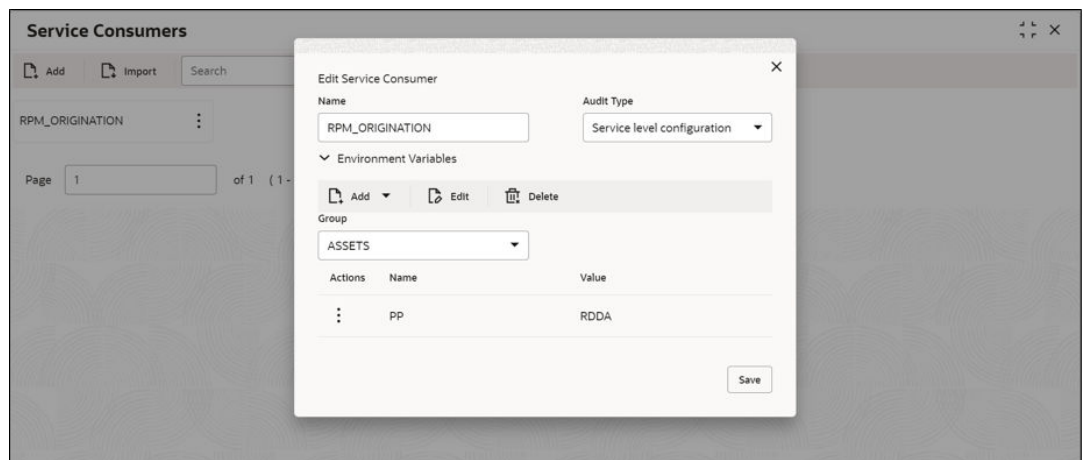 Service Consumers
Add Import Search
RPM_ORIGINATION
Page 1 of 1 (1 -
Edit Service Consumer
Name Audit Type
RPM_ORIGINATION Service level configuration
Environment Variables
Add Edit Delete
Group
ASSETS
Actions Name Value
PP RDDA
Save